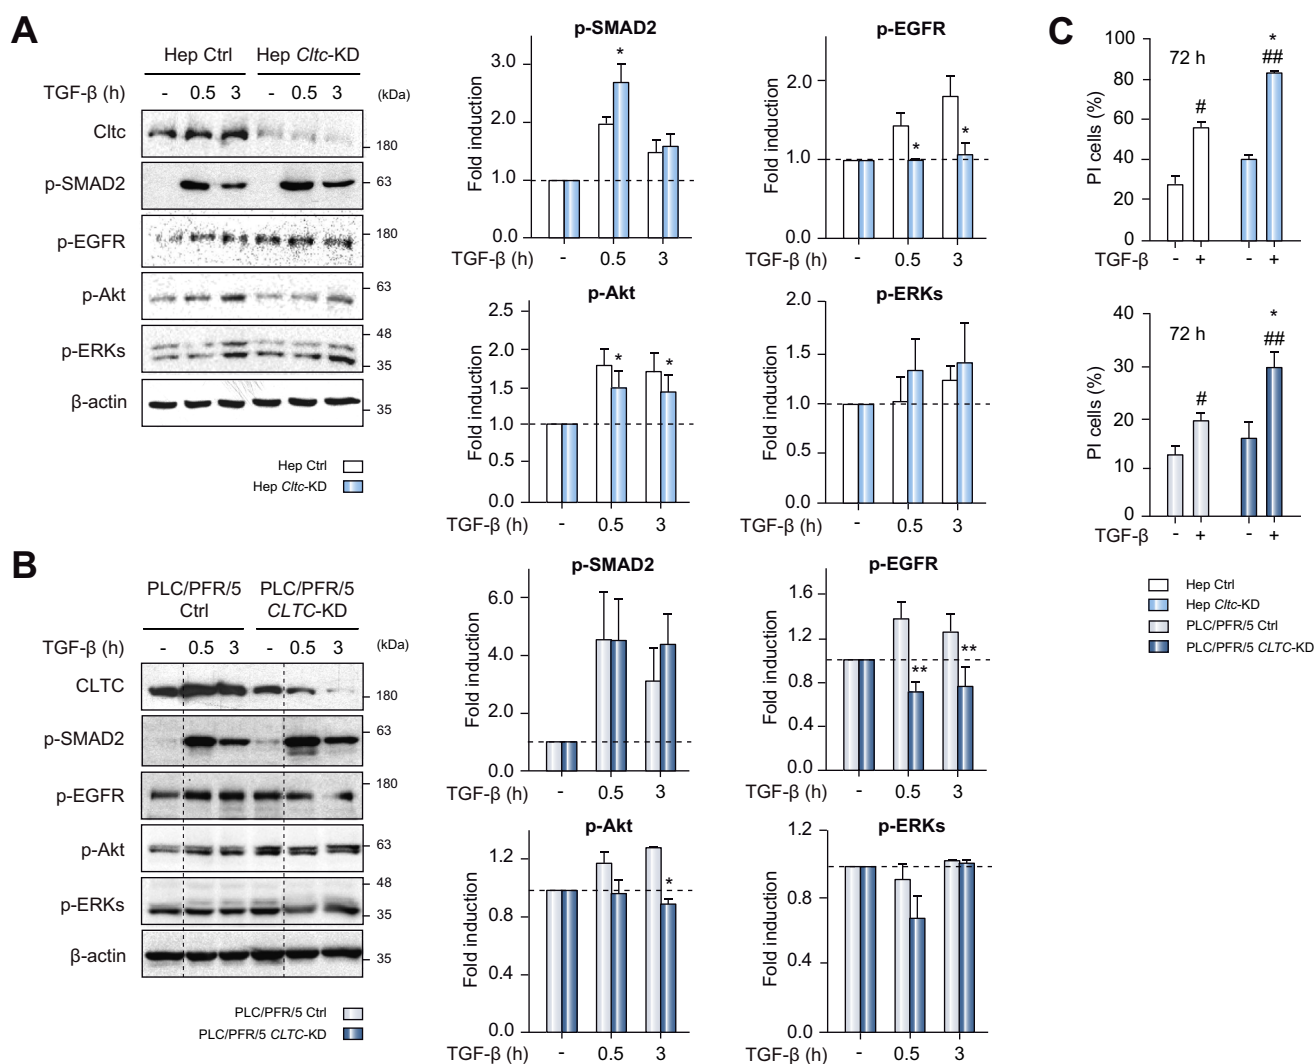 A
Hep Ctrl Hep Cltc-KD
TGF-β (h) - 0.5 3 - 0.5 3 (kDa)
Cltc 180
p-SMAD2 63
p-EGFR 180
p-Akt 63
p-ERKs 48
35
β-actin 35
Hep Ctrl
Hep Cltc-KD
p-SMAD2
Fold induction
3.0
2.0
1.0
0.0
*
TGF-β (h) - 0.5 3
p-EGFR
Fold induction
2.0
1.0
0.0
* *
TGF-β (h) - 0.5 3
p-Akt
Fold induction
2.5
2.0
1.5
1.0
0.5
0.0
* *
TGF-β (h) - 0.5 3
p-ERKs
Fold induction
2.0
1.5
1.0
0.5
0.0
TGF-β (h) - 0.5 3
B
PLC/PFR/5 PLC/PFR/5
Ctrl CLTC-KD
TGF-β (h) - 0.5 3 - 0.5 3 (kDa)
CLTC 180
p-SMAD2 63
p-EGFR 180
p-Akt 63
p-ERKs 48
35
β-actin 35
PLC/PFR/5 Ctrl
PLC/PFR/5 CLTC-KD
p-SMAD2
Fold induction
6.0
4.0
2.0
0.0
TGF-β (h) - 0.5 3
p-EGFR
Fold induction
1.6
1.2
0.8
0.4
0.0
** **
TGF-β (h) - 0.5 3
p-Akt
Fold induction
1.2
0.8
0.4
0.0
*
TGF-β (h) - 0.5 3
p-ERKs
Fold induction
1.2
0.8
0.4
0.0
TGF-β (h) - 0.5 3
C
PI cells (%)
100
80
60
40
20
0
72 h
#
*
##
TGF-β - + - +
PI cells (%)
40
30
20
10
0
72 h
#
*
##
TGF-β - + - +
Hep Ctrl
Hep Cltc-KD
PLC/PFR/5 Ctrl
PLC/PFR/5 CLTC-KD